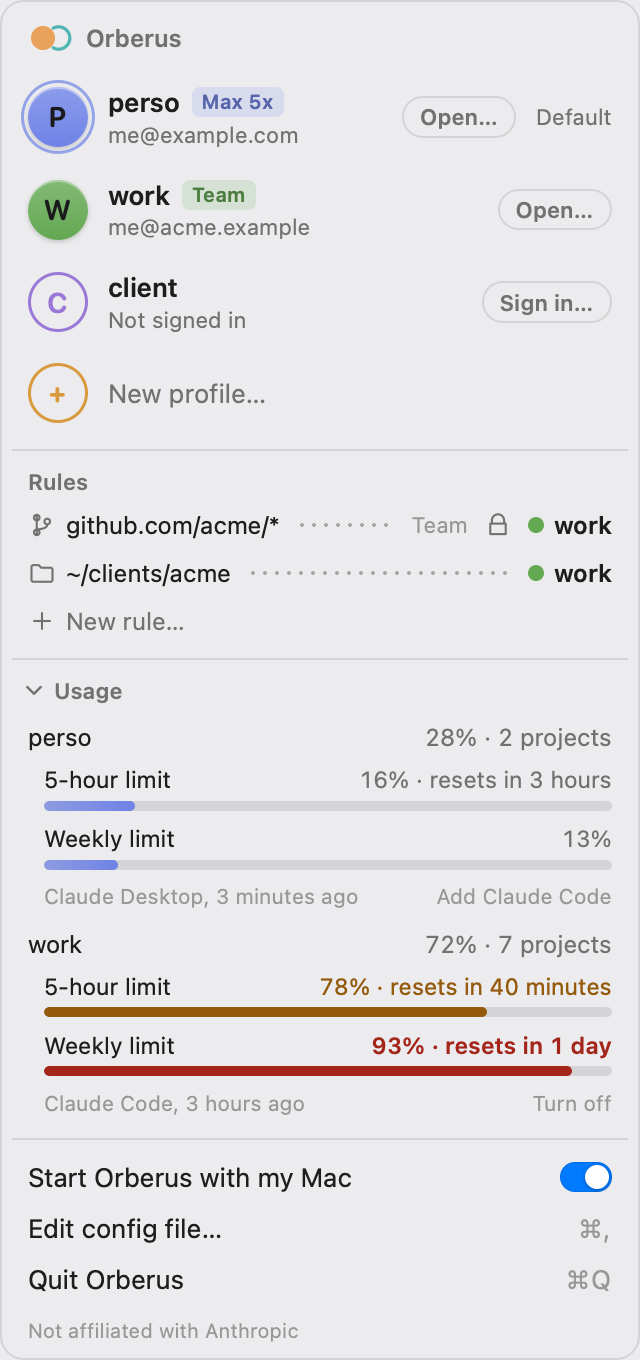 Orberus
P
perso Max 5x
me@example.com
Open... Default
W
work Team
me@acme.example
Open...
C
client
Not signed in
Sign in...
+
New profile...
Rules
github.com/acme/* Team work
~/clients/acme work
+ New rule...
Usage
perso 28% · 2 projects
5-hour limit 16% · resets in 3 hours
Weekly limit 13%
Claude Desktop, 3 minutes ago Add Claude Code
work 72% · 7 projects
5-hour limit 78% · resets in 40 minutes
Weekly limit 93% · resets in 1 day
Claude Code, 3 hours ago Turn off
Start Orberus with my Mac
Edit config file... ⌘,
Quit Orberus ⌘Q
Not affiliated with Anthropic